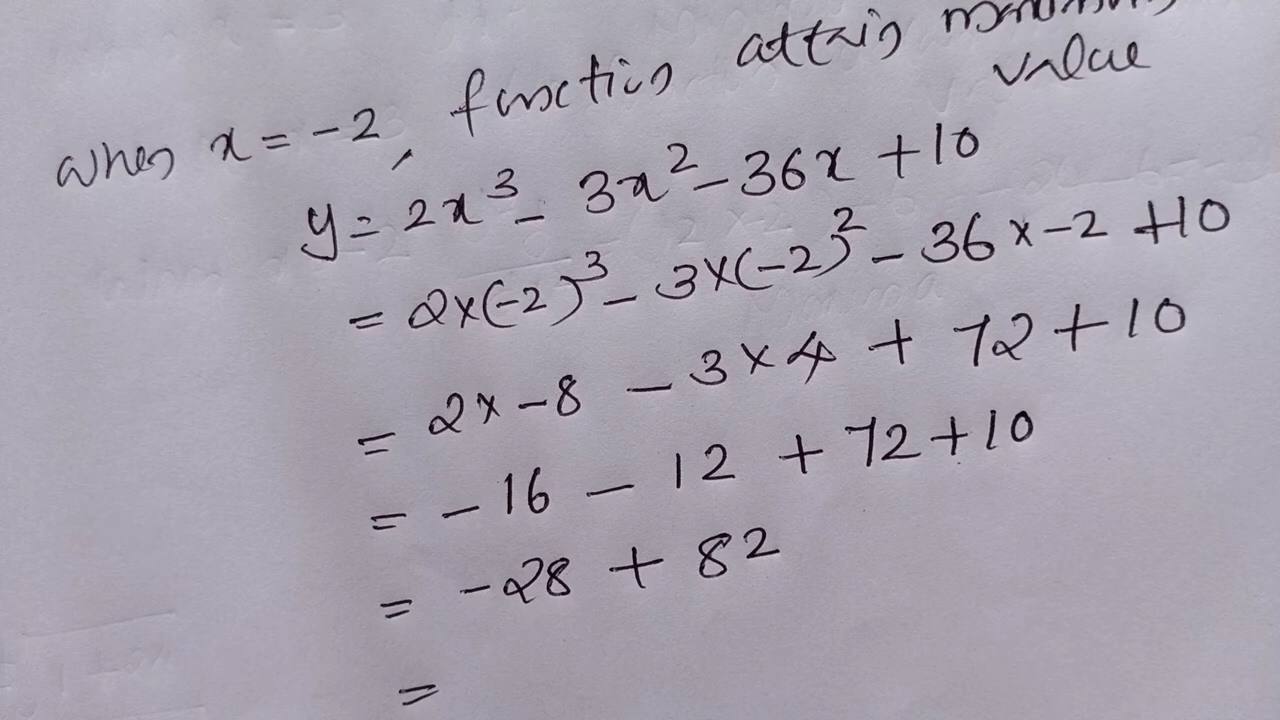 when x = -2, function attain
value
y = 2x³ - 3x² - 36x + 10
= 2×(-2)³ - 3×(-2)² - 36×-2 + 10
= 2×-8 - 3×4 + 72 + 10
= -16 - 12 + 72 + 10
= -28 + 82
=